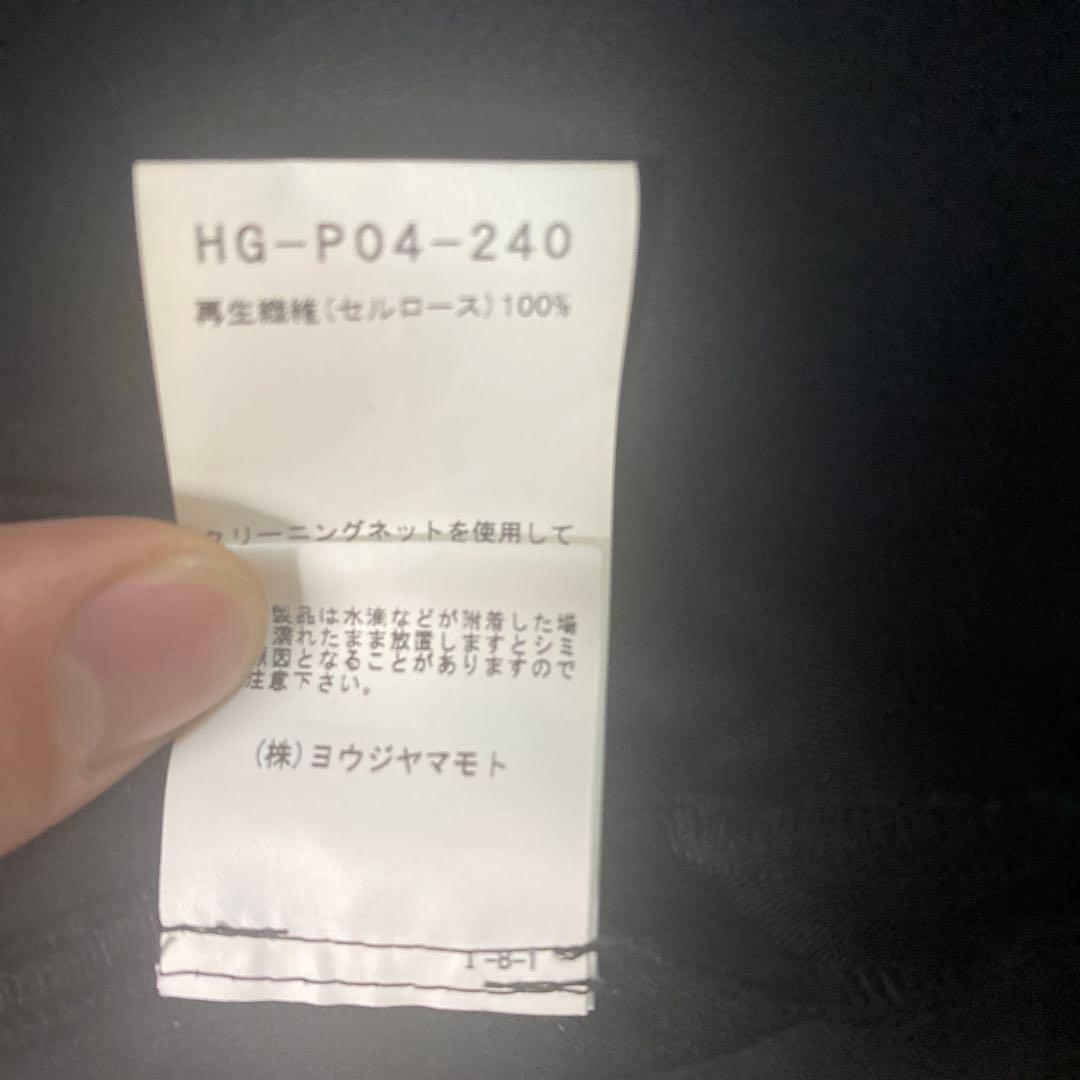 HG-P04-240
再生繊維(セルロース)100%
クリーニングネットを使用して
製品は水滴などが附着した場
濡れたまま放置しますとシミ
原因となることがありますので
注意下さい。
(株)ヨウジヤマモト
1-8-1